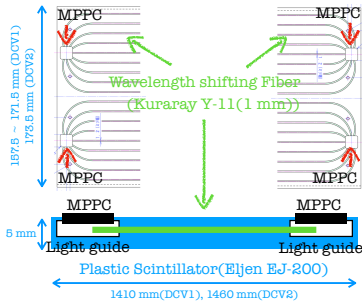 MPPC
MPPC
157.5 ~ 171.5 mm (DCV1)
173.5 mm (DCV2)
Wavelength shifting Fiber
(Kuraray Y-11(1 mm))
MPPC
MPPC
MPPC
MPPC
5 mm
Light guide
Light guide
Plastic Scintillator(Eljen EJ-200)
1410 mm(DCV1), 1460 mm(DCV2)